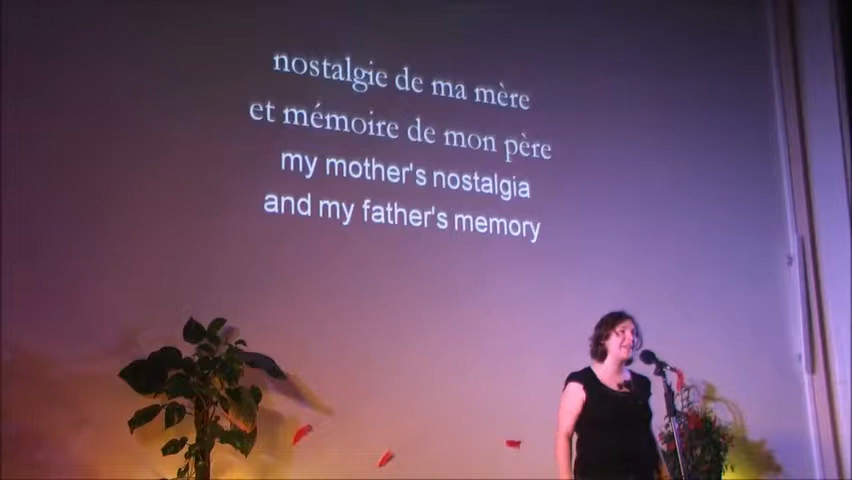 nostalgie de ma mère
et mémoire de mon père
my mother's nostalgia
and my father's memory